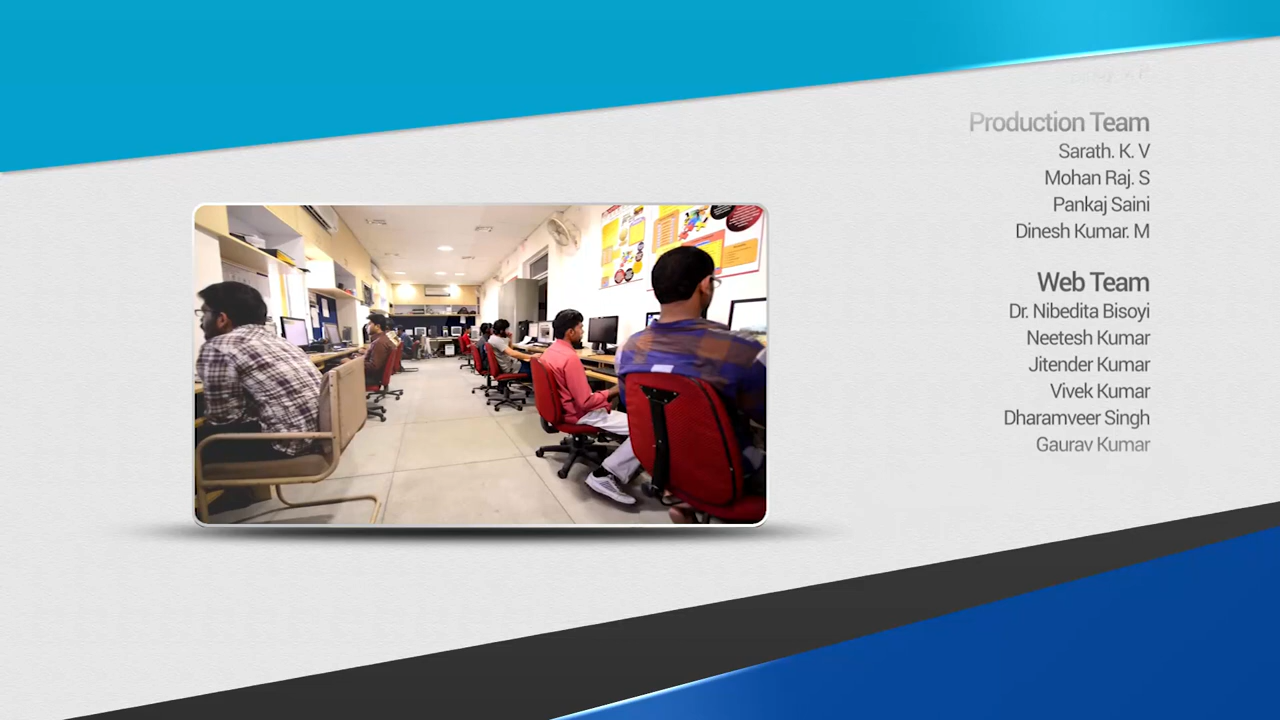 Production Team
Sarath. K. V
Mohan Raj. S
Pankaj Saini
Dinesh Kumar. M
Web Team
Dr. Nibedita Bisoyi
Neetesh Kumar
Jitender Kumar
Vivek Kumar
Dharamveer Singh
Gaurav Kumar